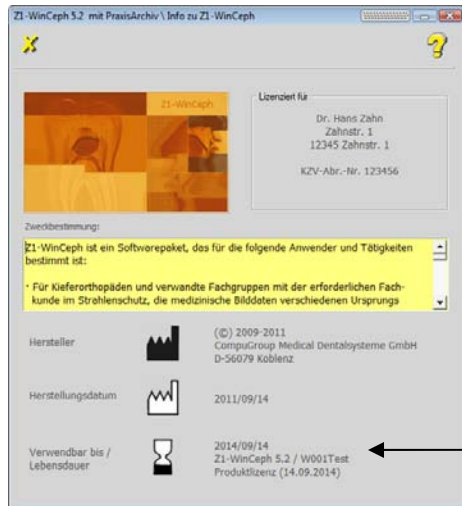 Z1-WinCeph 5.2 mit PraxisArchiv \ Info zu Z1-WinCeph
Z1-WinCeph
Lizenziert für
Dr. Hans Zahn
Zahnstr. 1
12345 Zahnstr. 1
KZV-Abr.-Nr. 123456
Zweckbestimmung:
Z1-WinCeph ist ein Softwarepaket, das für die folgende Anwender und Tätigkeiten
bestimmt ist:
· Für Kieferorthopäden und verwandte Fachgruppen mit der erforderlichen Fach-
kunde im Strahlenschutz, die medizinische Bilddaten verschiedenen Ursprungs
Hersteller
(©) 2009-2011
CompuGroup Medical Dentalsysteme GmbH
D-56079 Koblenz
Herstellungsdatum
2011/09/14
Verwendbar bis /
Lebensdauer
2014/09/14
Z1-WinCeph 5.2 / W001Test
Produktlizenz (14.09.2014)